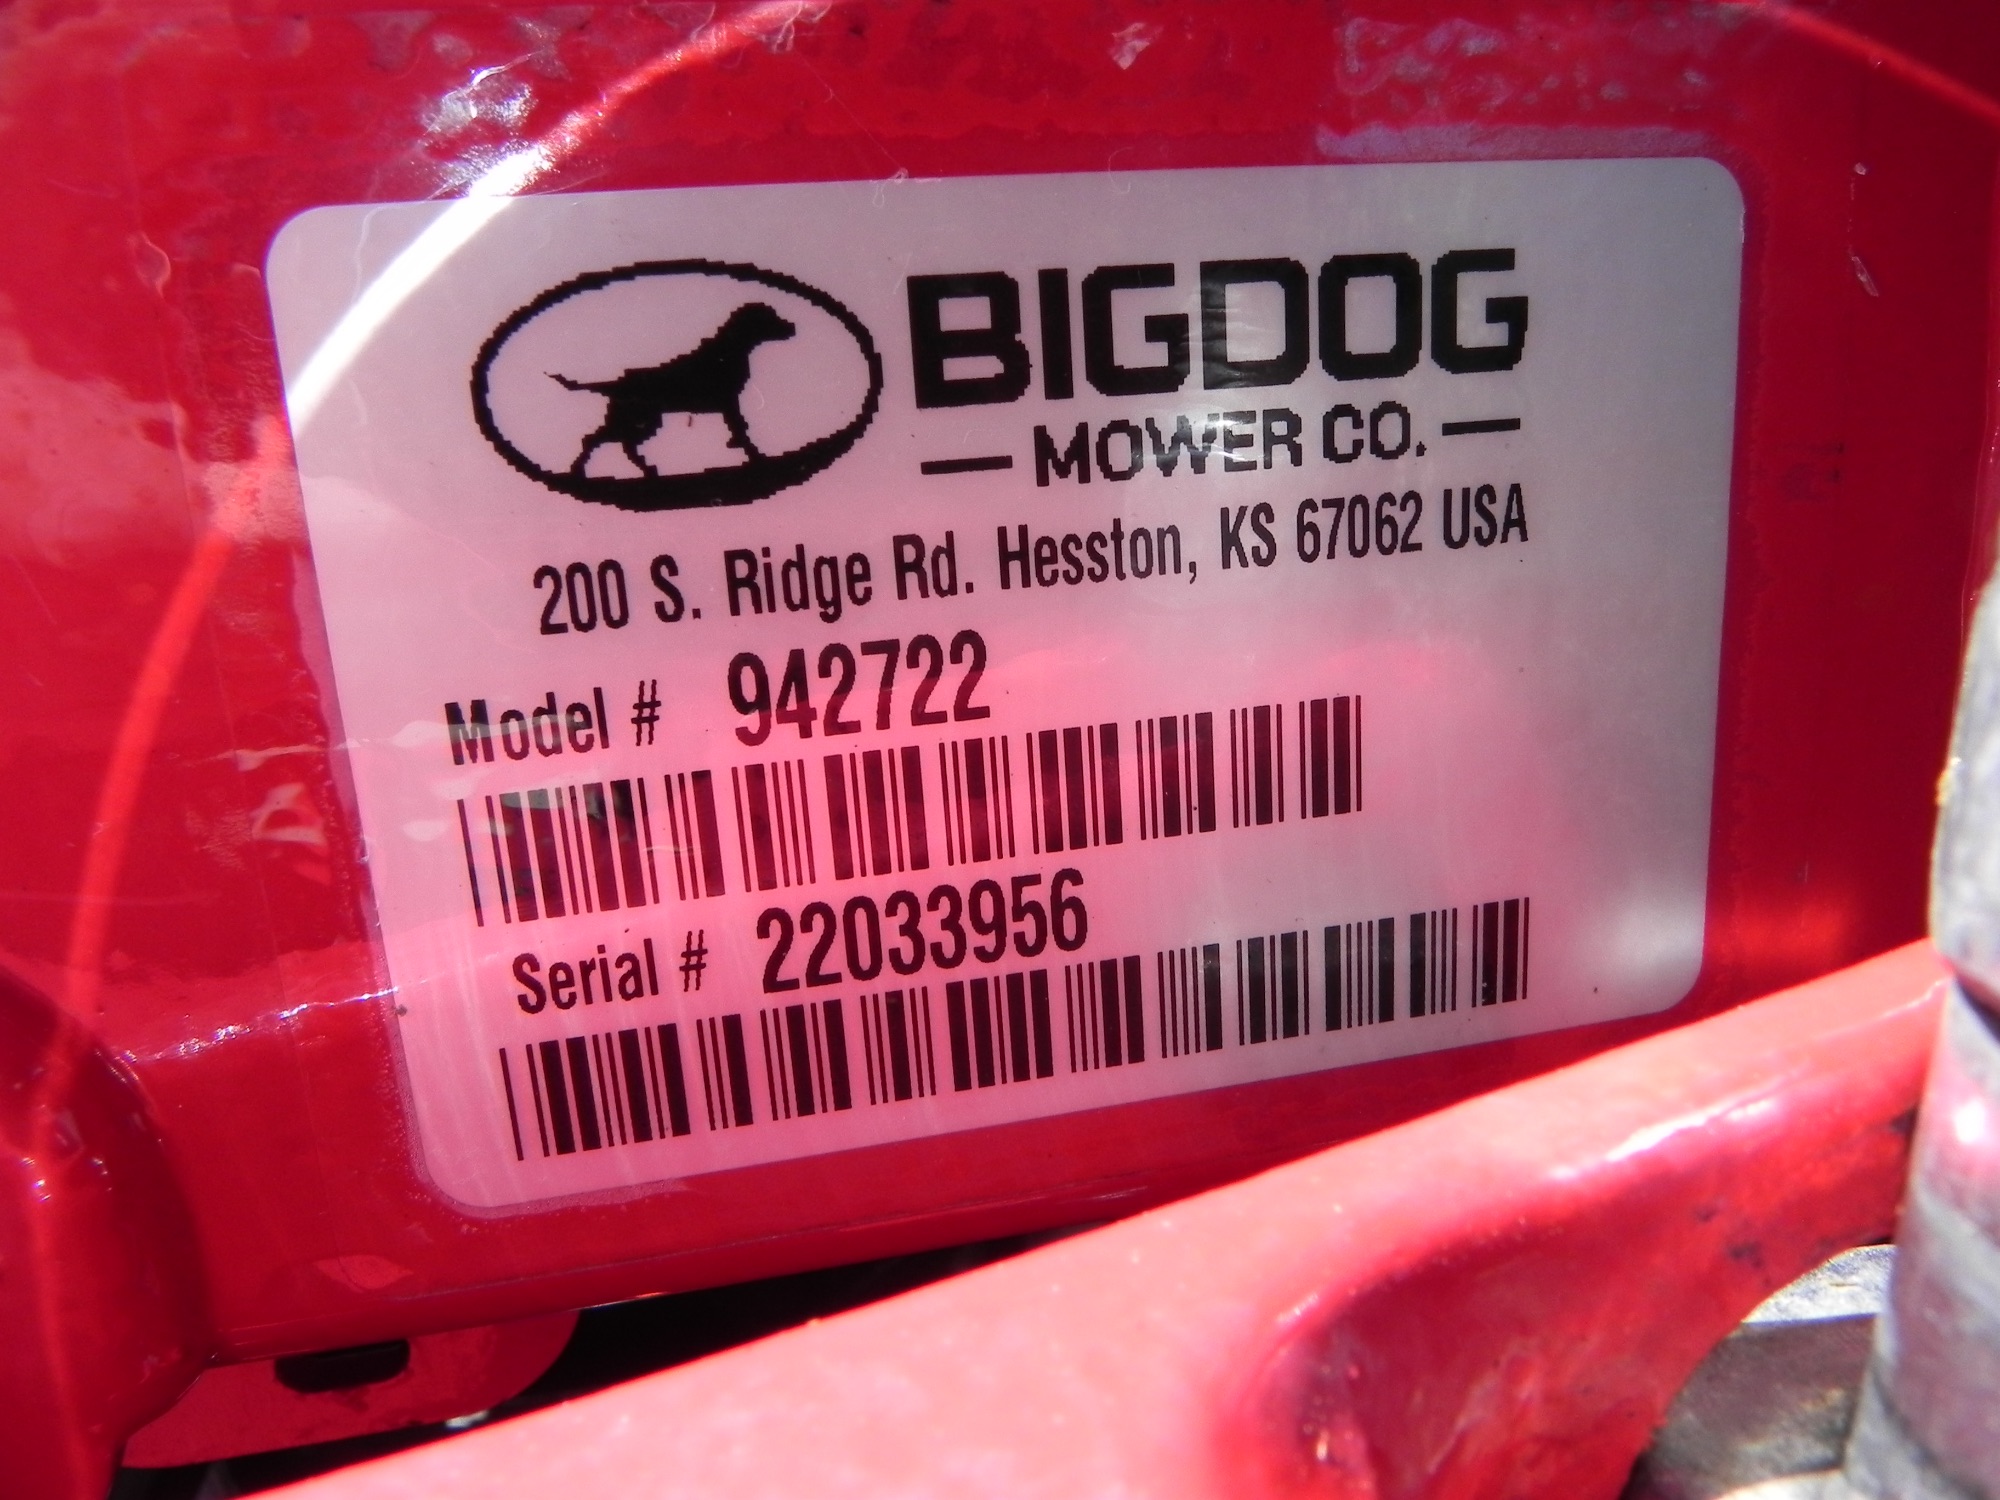 BIGDOG
— MOWER CO. —
200 S. Ridge Rd. Hesston, KS 67062 USA
Model # 942722
Serial # 22033956